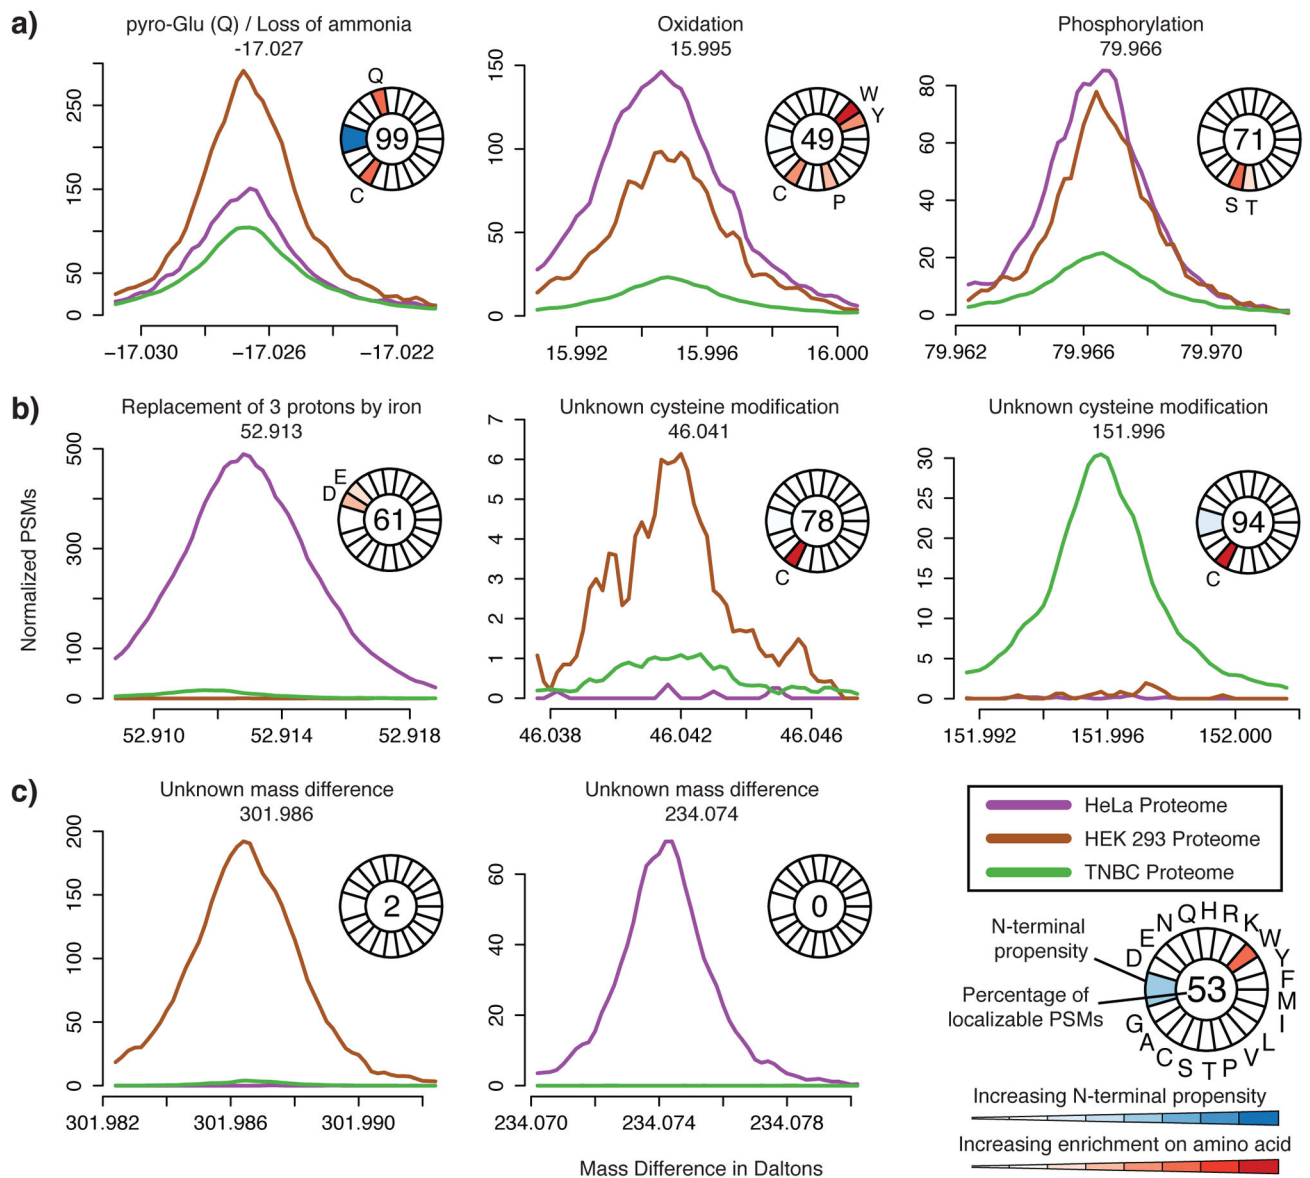 a)
pyro-Glu (Q) / Loss of ammonia
-17.027
Q
99
C
0
50
150
250
−17.030
−17.026
−17.022
Oxidation
15.995
W
Y
49
C
P
0
50
100
150
15.992
15.996
16.000
Phosphorylation
79.966
71
S T
0
20
40
60
80
79.962
79.966
79.970
b)
Normalized PSMs
Replacement of 3 protons by iron
52.913
E
D
61
0
100
300
500
52.910
52.914
52.918
Unknown cysteine modification
46.041
78
C
0
1
2
3
4
5
6
7
46.038
46.042
46.046
Unknown cysteine modification
151.996
94
C
0
5
10
15
20
25
30
151.992
151.996
152.000
c)
Unknown mass difference
301.986
2
0
50
100
150
200
301.982
301.986
301.990
Unknown mass difference
234.074
0
0
20
40
60
234.070
234.074
234.078
Mass Difference in Daltons
HeLa Proteome
HEK 293 Proteome
TNBC Proteome
N-terminal
propensity
Percentage of
localizable PSMs
53
G D E N Q H R K W Y F M I L V P T S C A
Increasing N-terminal propensity
Increasing enrichment on amino acid